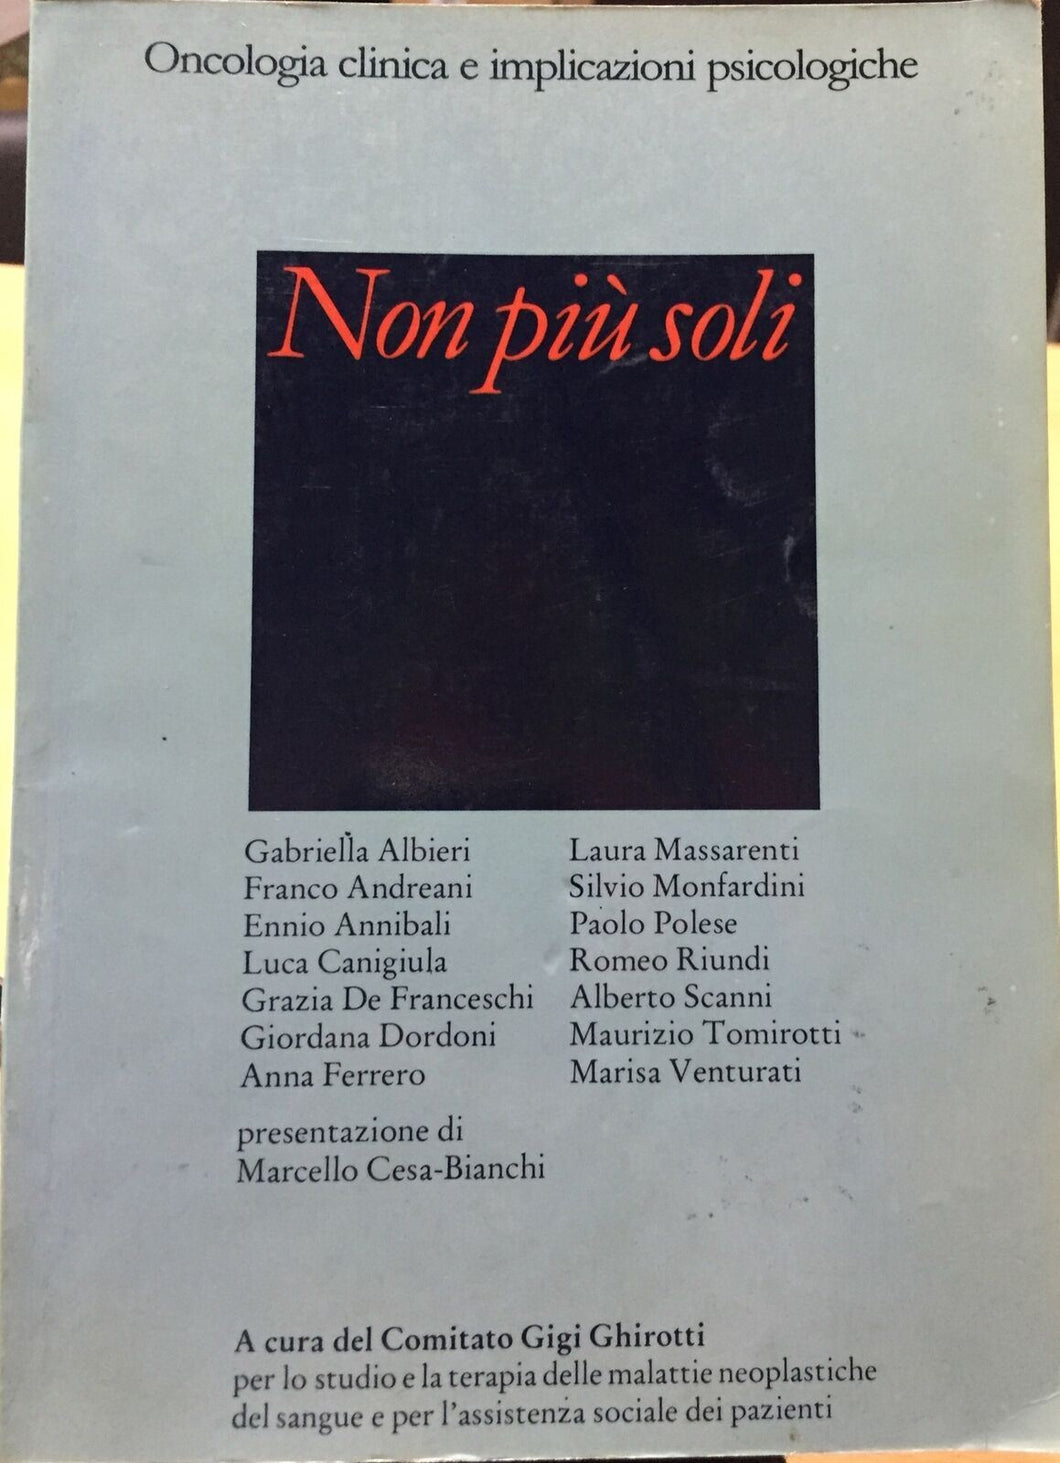 Oncologia clinica e implicazioni psicologiche
Non più soli
Gabriella Albieri
Franco Andreani
Ennio Annibali
Luca Canigiula
Grazia De Franceschi
Giordana Dordoni
Anna Ferrero
Laura Massarenti
Silvio Monfardini
Paolo Polese
Romeo Riundi
Alberto Scanni
Maurizio Tomirotti
Marisa Venturati
presentazione di
Marcello Cesa-Bianchi
A cura del Comitato Gigi Ghirotti
per lo studio e la terapia delle malattie neoplastiche
del sangue e per l'assistenza sociale dei pazienti